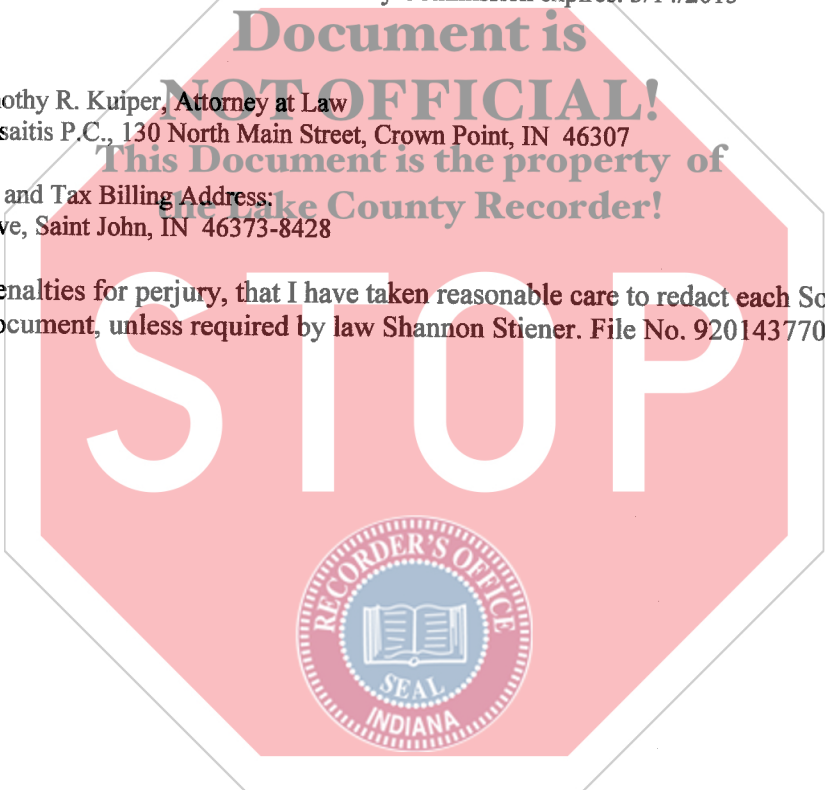 Commission expires:
Document is
NOT OFFICIAL!
othy R. Kuiper, Attorney at Law
saitis P.C., 130 North Main Street, Crown Point, IN 46307
This Document is the property of
and Tax Billing Address:
the Lake County Recorder!
ve, Saint John, IN 46373-8428
enalties for perjury, that I have taken reasonable care to redact each So
ocument, unless required by law Shannon Stiener. File No. 920143770
STOP
RECORDER'S OFFICE
SEAL
INDIANA